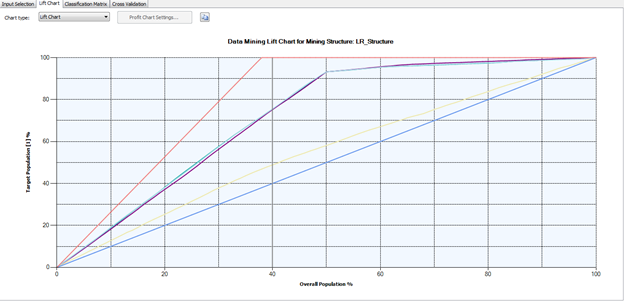 Input Selection Lift Chart Classification Matrix Cross Validation
Chart type: Lift Chart Profit Chart Settings...
Data Mining Lift Chart for Mining Structure: LR_Structure
100
80
60
40
20
0
Target Population [1] %
0 20 40 60 80 100
Overall Population %